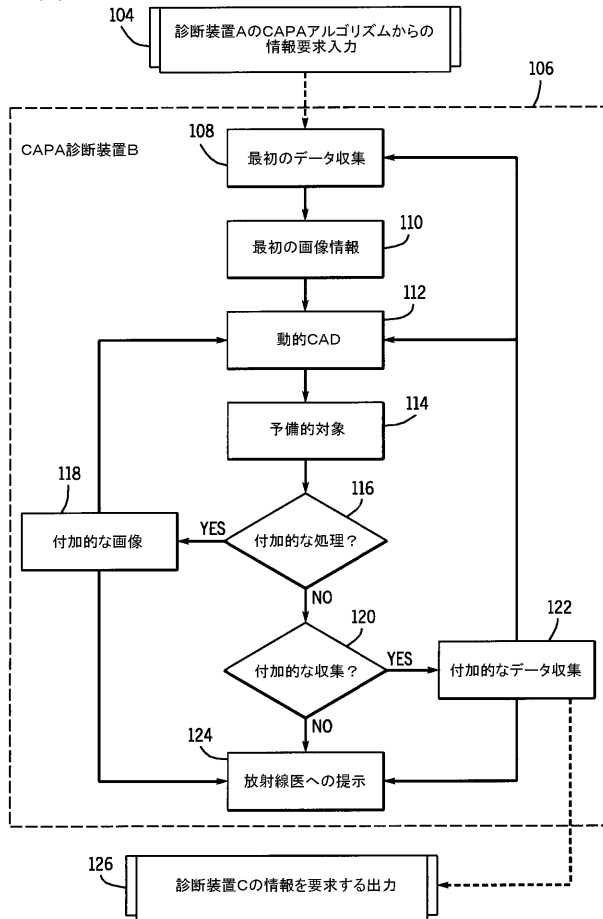 104
診断装置AのCAPAアルゴリズムからの
情報要求入力
106
CAPA診断装置B
108
最初のデータ収集
110
最初の画像情報
112
動的CAD
114
予備的対象
116
付加的な処理?
YES
118
付加的な画像
NO
120
付加的な収集?
YES
122
付加的なデータ収集
NO
124
放射線医への提示
126
診断装置Cの情報を要求する出力